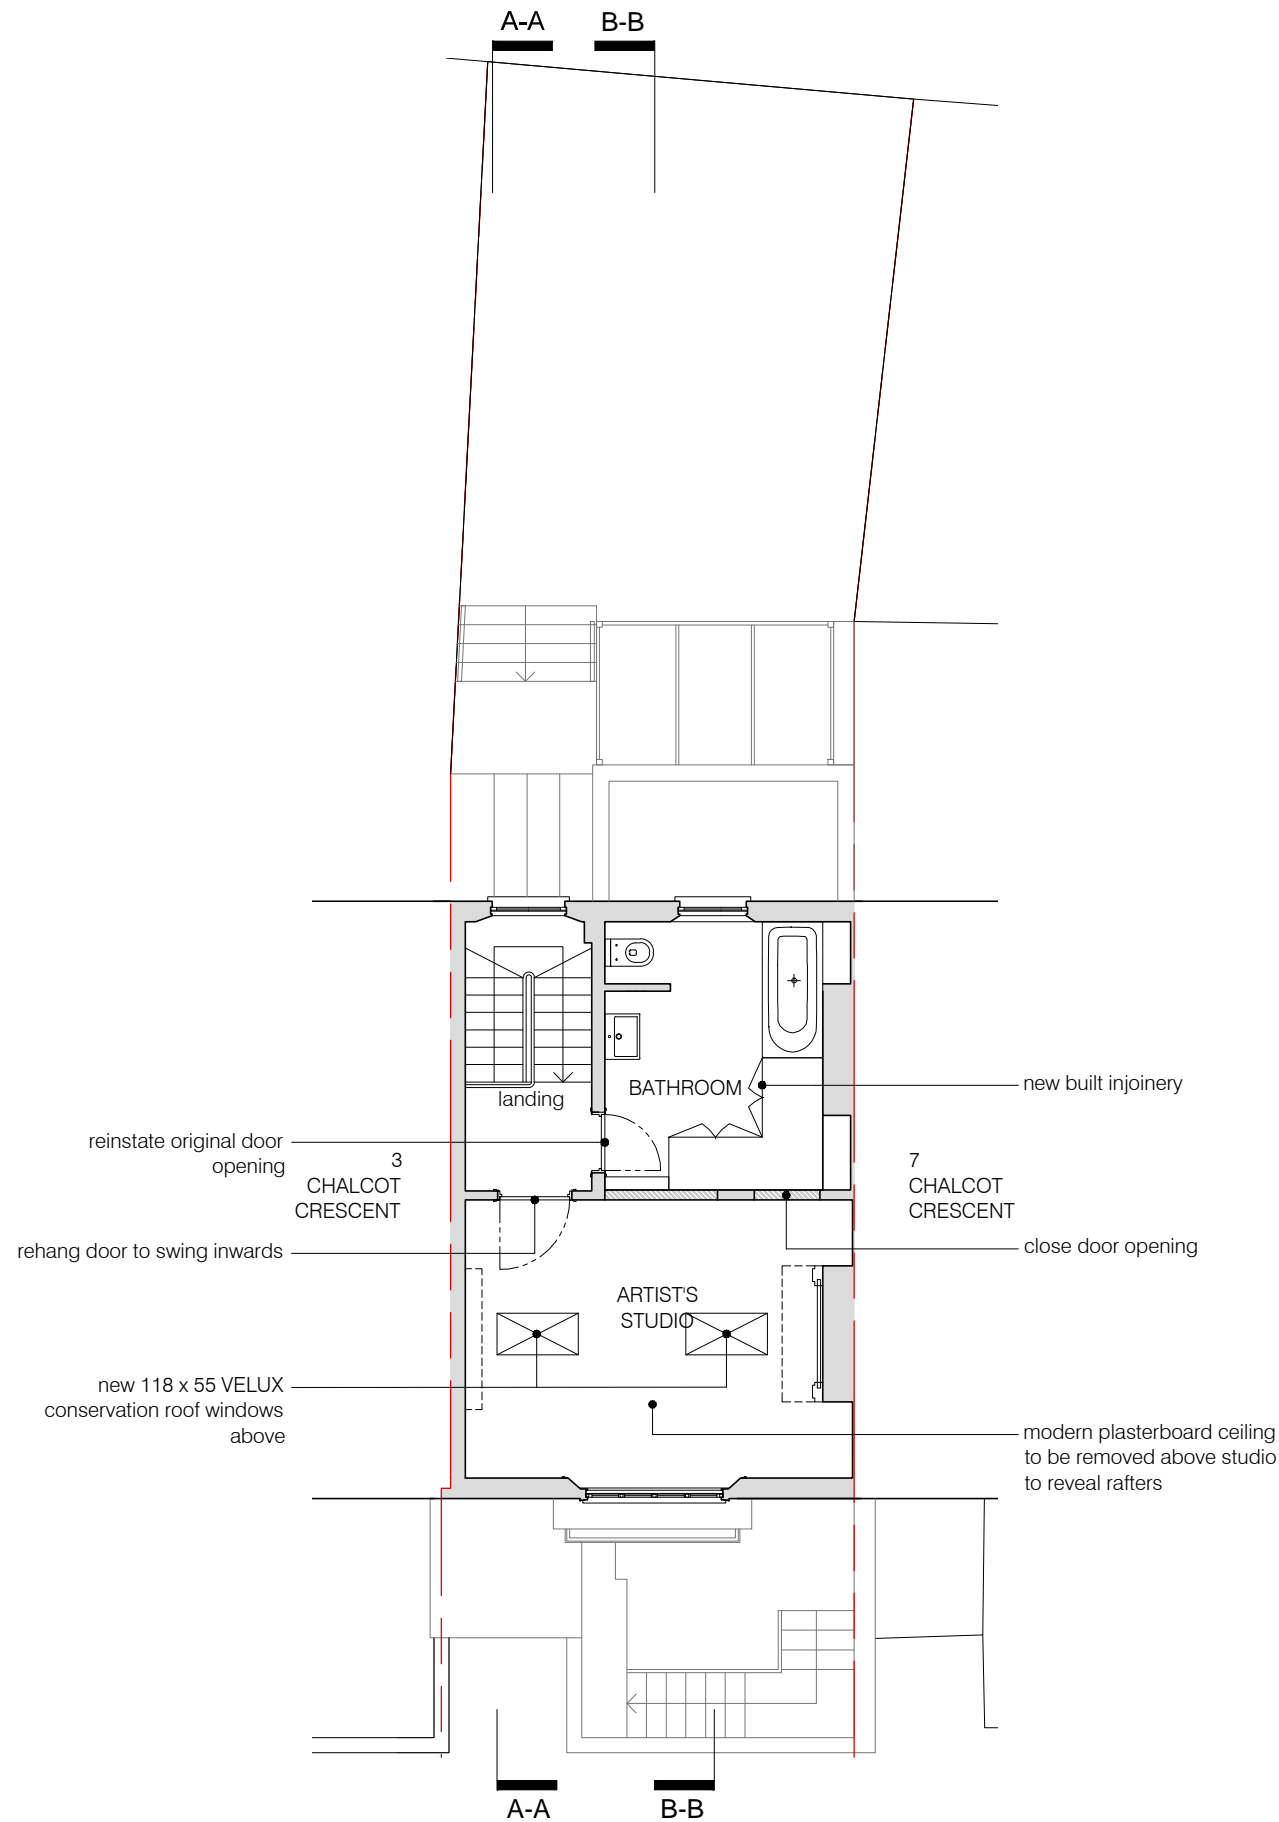 A-A
B-B
landing
BATHROOM
new built injoinery
reinstate original door
opening
3
CHALCOT
CRESCENT
7
CHALCOT
CRESCENT
rehang door to swing inwards
close door opening
ARTIST'S
STUDIO
new 118 x 55 VELUX
conservation roof windows
above
modern plasterboard ceiling
to be removed above studio
to reveal rafters
A-A
B-B